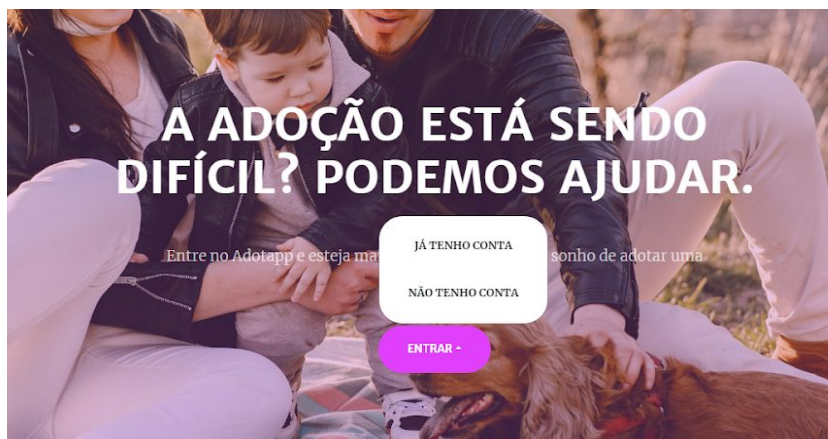 A ADOÇÃO ESTÁ SENDO
DIFÍCIL? PODEMOS AJUDAR.
JÁ TENHO CONTA
Entre no Adotapp e esteja sonho de adotar uma
NÃO TENHO CONTA
ENTRAR